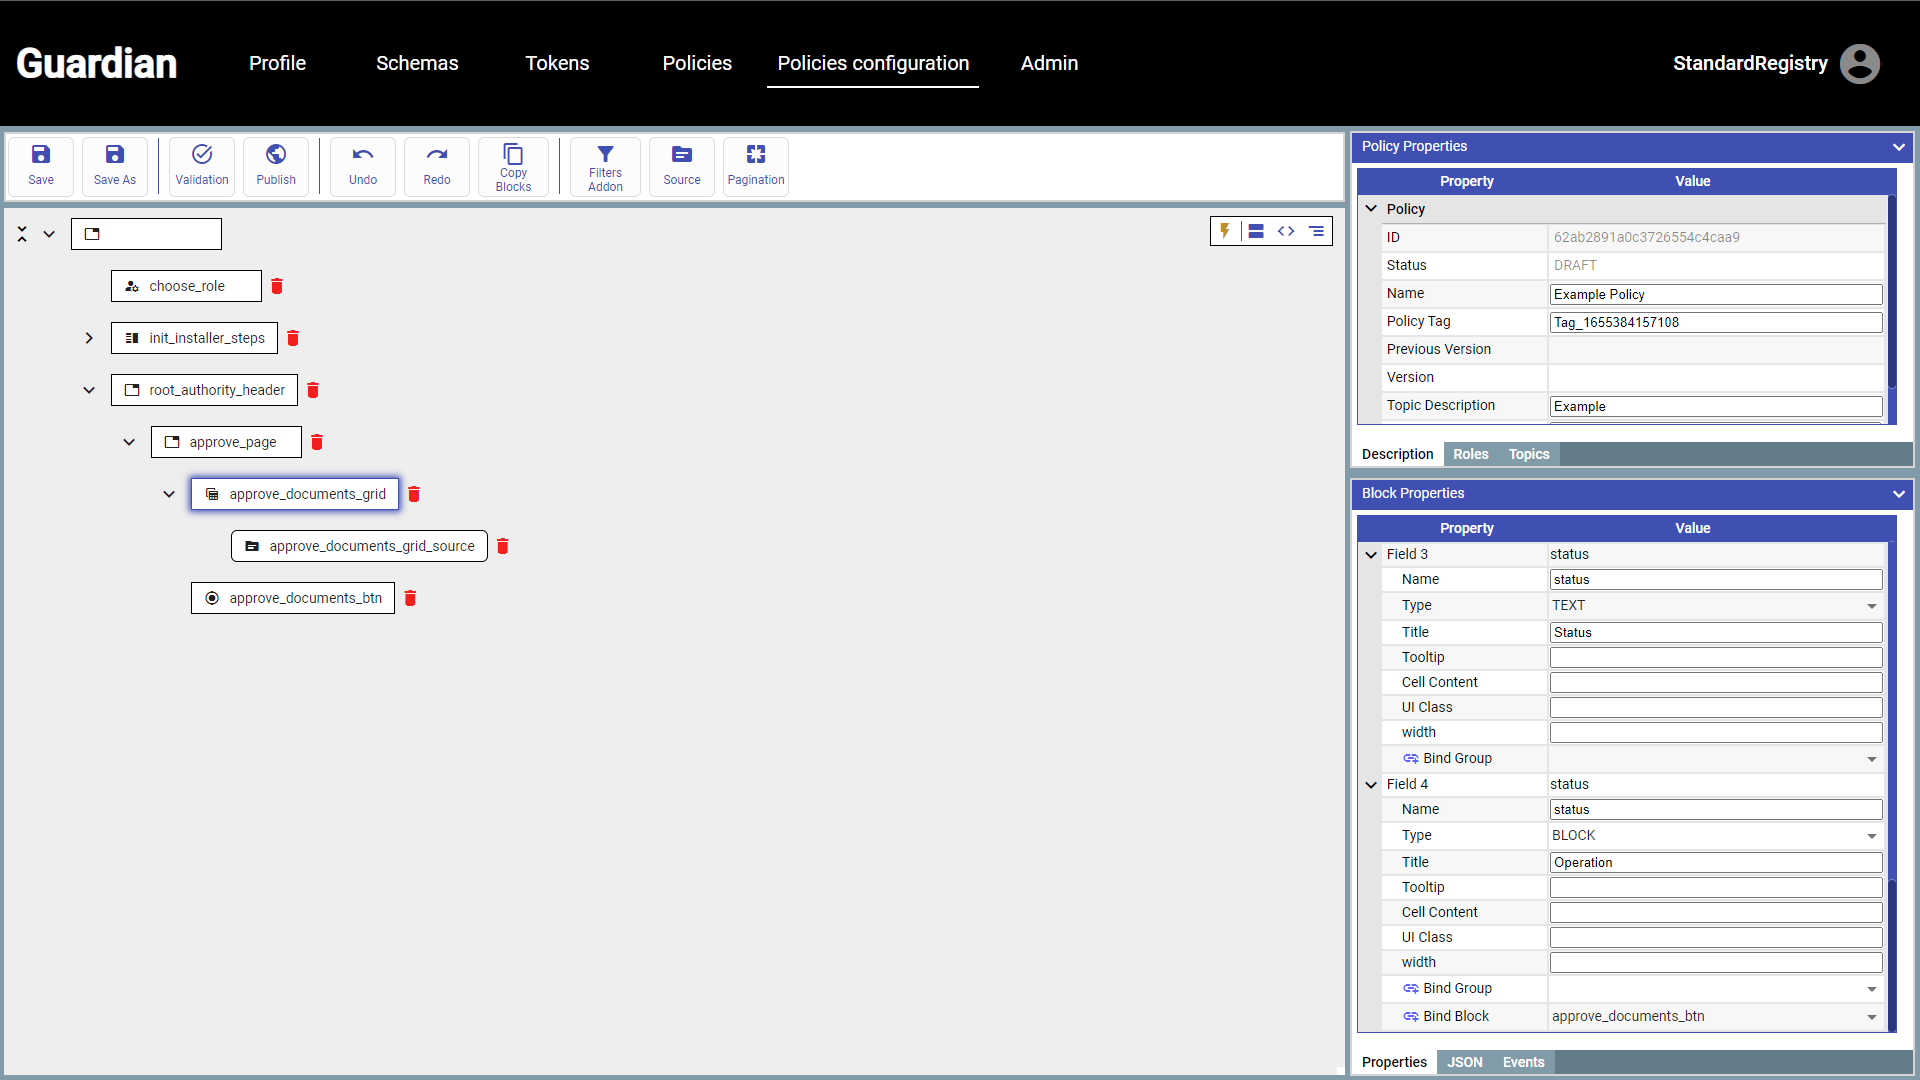 Guardian
Profile
Schemas
Tokens
Policies
Policies configuration
Admin
StandardRegistry
Save
Save As
Validation
Publish
Undo
Redo
Copy
Blocks
Filters
Addon
Source
Pagination
choose_role
init_installer_steps
root_authority_header
approve_page
approve_documents_grid
approve_documents_grid_source
approve_documents_btn
Policy Properties
Property Value
Policy
ID 62ab2891a0c3726554c4caa9
Status DRAFT
Name Example Policy
Policy Tag Tag_1655384157108
Previous Version
Version
Topic Description Example
Description Roles Topics
Block Properties
Property Value
Field 3 status
Name status
Type TEXT
Title Status
Tooltip
Cell Content
UI Class
width
Bind Group
Field 4 status
Name status
Type BLOCK
Title Operation
Tooltip
Cell Content
UI Class
width
Bind Group
Bind Block approve_documents_btn
Properties JSON Events